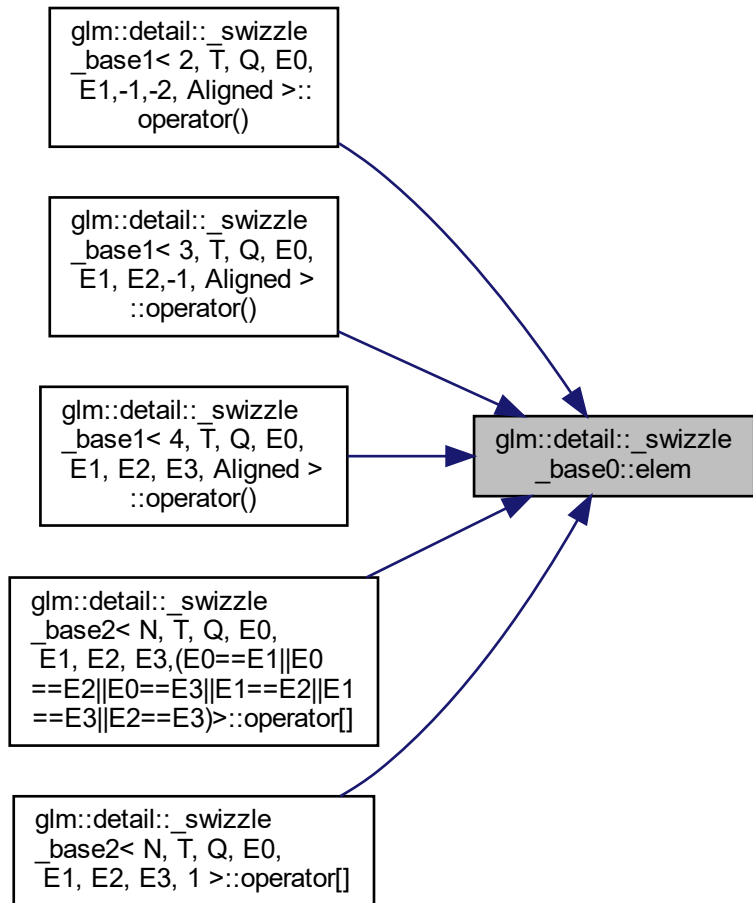 glm::detail::_swizzle
_base1< 2, T, Q, E0,
E1,-1,-2, Aligned >::
operator()
glm::detail::_swizzle
_base1< 3, T, Q, E0,
E1, E2,-1, Aligned >
::operator()
glm::detail::_swizzle
_base1< 4, T, Q, E0,
E1, E2, E3, Aligned >
::operator()
glm::detail::_swizzle
_base0::elem
glm::detail::_swizzle
_base2< N, T, Q, E0,
E1, E2, E3,(E0==E1||E0
==E2||E0==E3||E1==E2||E1
==E3||E2==E3)>::operator[]
glm::detail::_swizzle
_base2< N, T, Q, E0,
E1, E2, E3, 1 >::operator[]